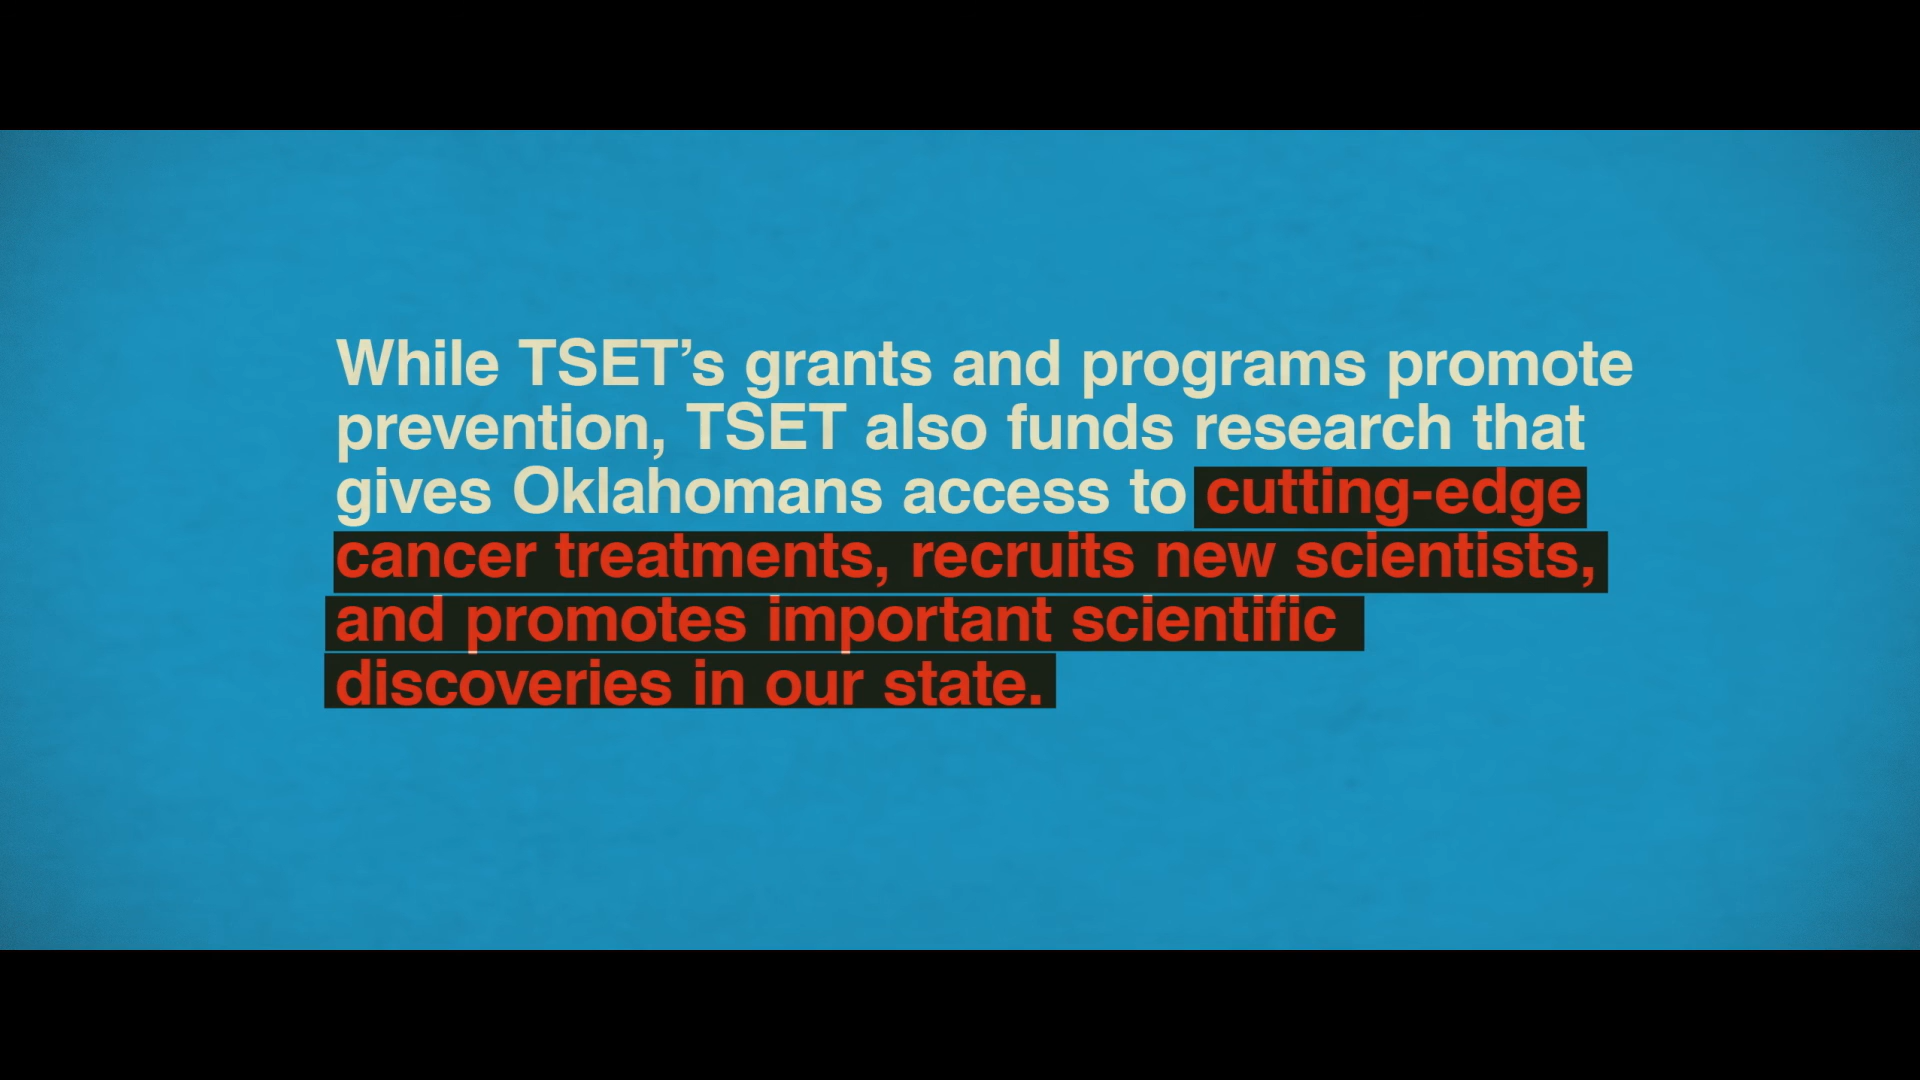 While TSET’s grants and programs promote
prevention, TSET also funds research that
gives Oklahomans access to cutting-edge
cancer treatments, recruits new scientists,
and promotes important scientific
discoveries in our state.